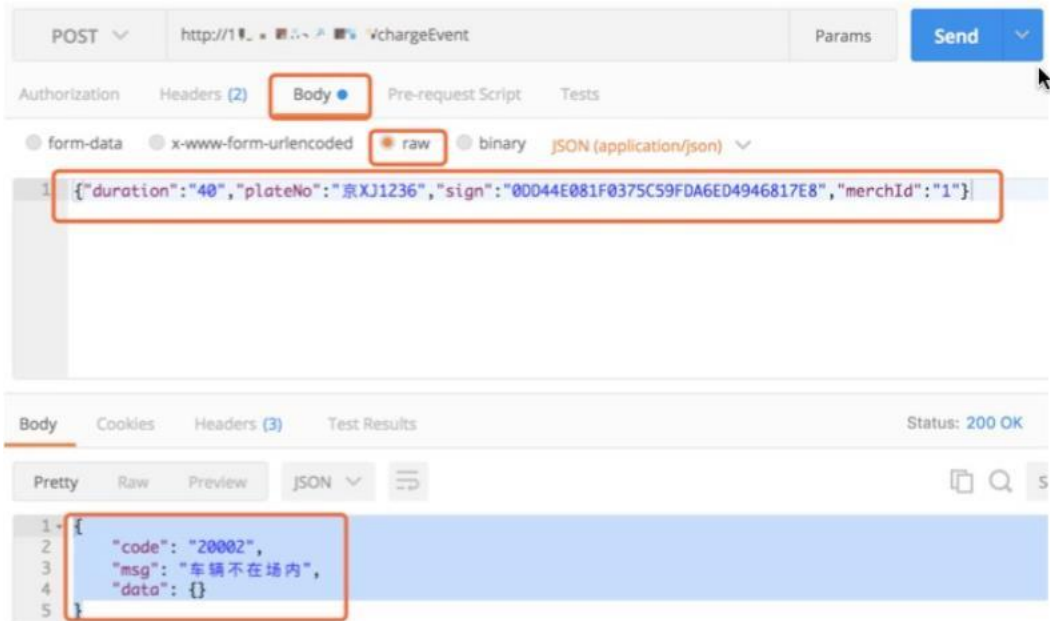 POST
http://1
chargeEvent
Params
Send
Authorization
Headers (2)
Body
Pre-request Script
Tests
form-data
x-www-form-urlencoded
raw
binary
JSON (application/json)
1 {"duration":"40","plateNo":"京XJ1236","sign":"0DD44E081F0375C59FDA6ED4946817E8","merchId":"1"}
Body
Cookies
Headers (3)
Test Results
Status: 200 OK
Pretty
Raw
Preview
JSON
S
1 {
2 "code": "20002",
3 "msg": "车辆不在场内",
4 "data": {}
5 }